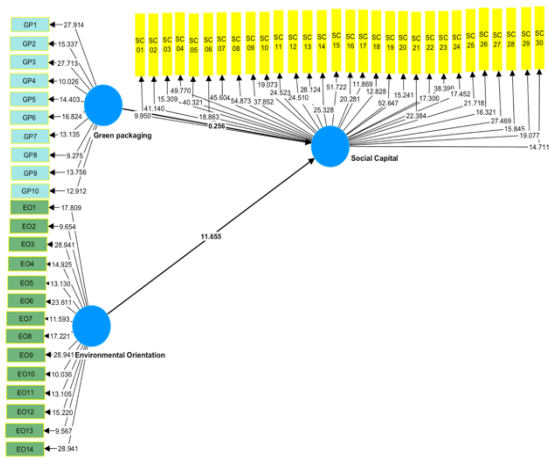 SC 01
SC 02
SC 03
SC 04
SC 05
SC 06
SC 07
SC 08
SC 09
SC 10
SC 11
SC 12
SC 13
SC 14
SC 15
SC 16
SC 17
SC 18
SC 19
SC 20
SC 21
SC 22
SC 23
SC 24
SC 25
SC 26
SC 27
SC 28
SC 29
SC 30
9.950
41.140
15.309
49.770
40.321
18.863
45.604
54.873
37.852
19.073
24.523
24.510
28.124
25.328
51.722
20.281
11.869
12.828
52.647
15.241
17.300
22.384
38.390
17.452
16.321
21.718
27.469
15.845
19.077
14.711
GP1
27.914
GP2
15.337
GP3
27.713
GP4
10.026
GP5
14.403
GP6
16.824
GP7
13.135
GP8
9.275
GP9
13.756
GP10
12.912
Green packaging
0.256
Social Capital
11.655
EO1
17.809
EO2
9.654
EO3
28.941
EO4
14.925
EO5
13.130
EO6
23.611
EO7
11.593
EO8
17.221
EO9
28.941
EO10
10.036
EO11
13.105
EO12
15.220
EO13
9.567
EO14
28.941
Environmental Orientation